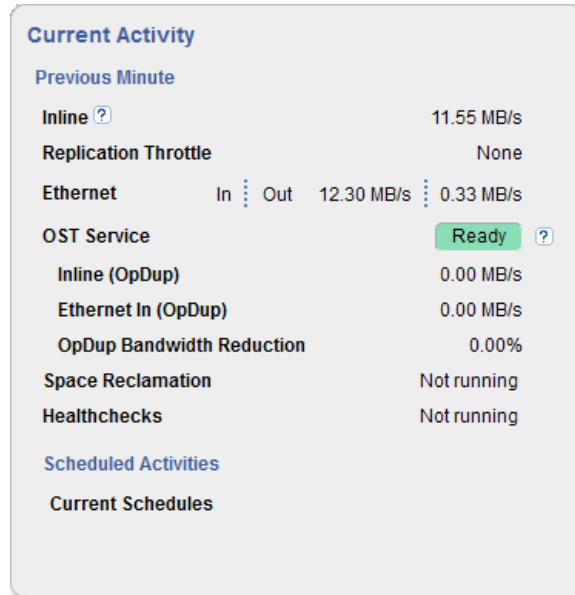 Current Activity
Previous Minute
Inline ? 11.55 MB/s
Replication Throttle None
Ethernet In Out 12.30 MB/s 0.33 MB/s
OST Service Ready ?
Inline (OpDup) 0.00 MB/s
Ethernet In (OpDup) 0.00 MB/s
OpDup Bandwidth Reduction 0.00%
Space Reclamation Not running
Healthchecks Not running
Scheduled Activities
Current Schedules